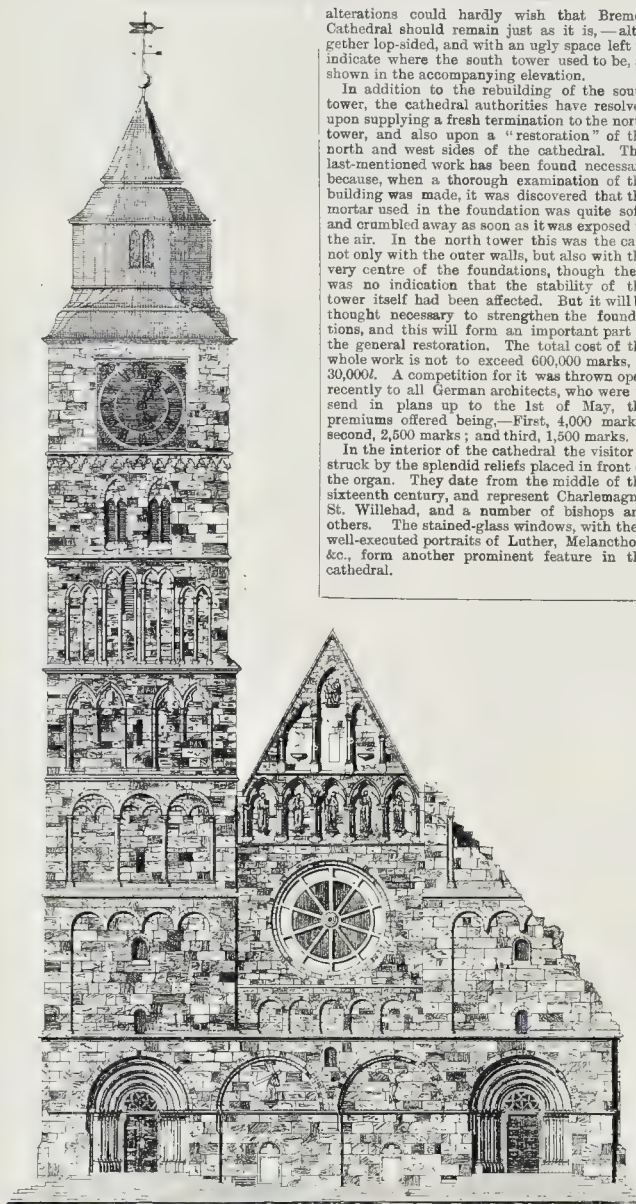 alterations could hardly wish that Breme
Cathedral should remain just as it is,—alt
gether lop-sided, and with an ugly space left
indicate where the south tower used to be,
shown in the accompanying elevation.
In addition to the rebuilding of the sou
tower, the cathedral authorities have resolve
upon supplying a fresh termination to the nort
tower, and also upon a “restoration” of th
north and west sides of the cathedral. Th
last-mentioned work has been found necessar
because, when a thorough examination of th
building was made, it was discovered that th
mortar used in the foundation was quite sof
and crumbled away as soon as it was exposed
the air. In the north tower this was the ca
not only with the outer walls, but also with th
very centre of the foundations, though the
was no indication that the stability of th
tower itself had been affected. But it will b
thought necessary to strengthen the found
tions, and this will form an important part
the general restoration. The total cost of th
whole work is not to exceed 600,000 marks,
30,000l. A competition for it was thrown ope
recently to all German architects, who were
send in plans up to the 1st of May, th
premiums offered being,—First, 4,000 mark
second, 2,500 marks; and third, 1,500 marks.
In the interior of the cathedral the visitor
struck by the splendid reliefs placed in front
the organ. They date from the middle of th
sixteenth century, and represent Charlemagn
St. Willehad, and a number of bishops an
others. The stained-glass windows, with the
well-executed portraits of Luther, Melancthο
&c., form another prominent feature in th
cathedral.